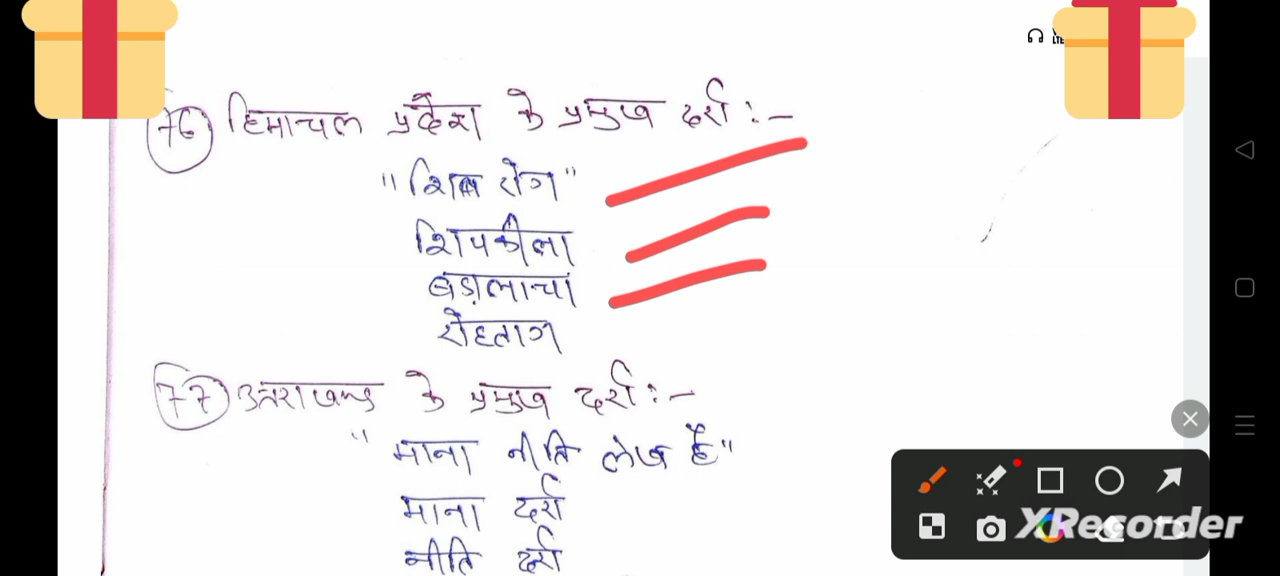 76 हिमाचल प्रदेश के प्रमुख दर्रा :-
"शिब रोग"
शिपकीला
बड़ालाचा
रोहताग
77 उत्तराखण्ड के प्रमुख दर्रा :-
"माना नीति लेख है"
माना दर्रा
नीति दर्रा
XRecorder